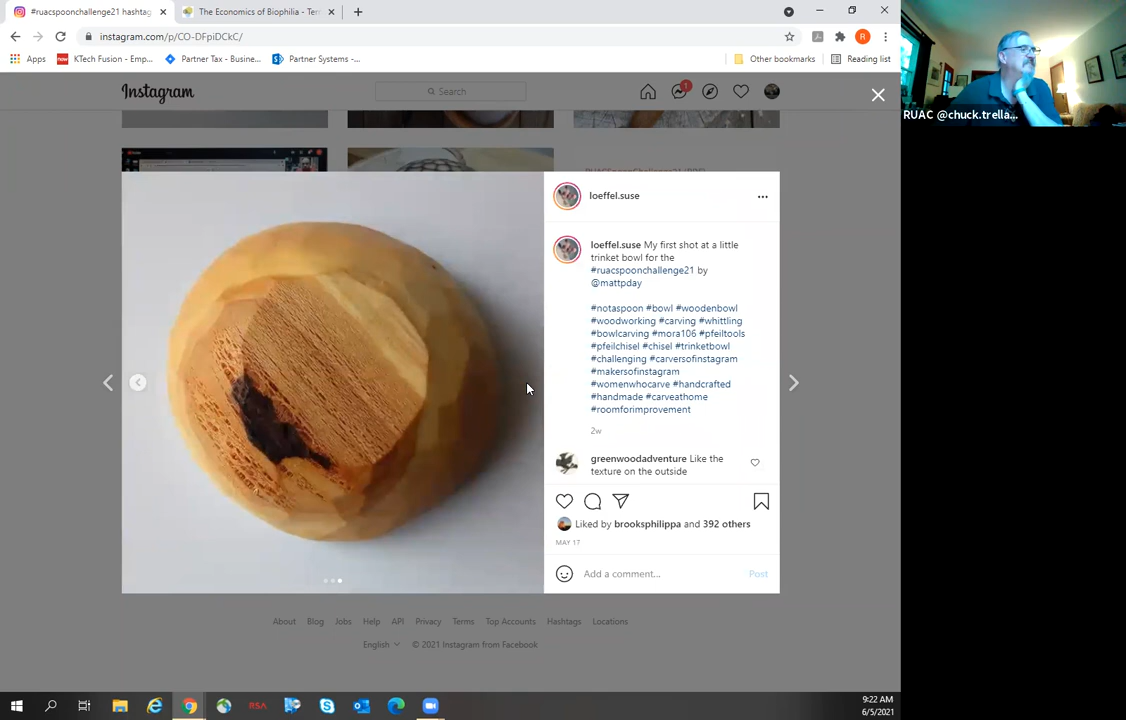 #ruacspoonchallenge21 hashtag
The Economics of Biophilia - Terr
instagram.com/p/CO-DFpiDCkC/
R
Apps
KTech Fusion - Emp...
Partner Tax - Busine...
Partner Systems -...
Other bookmarks
Reading list
Instagram
Search
1
RUAC @chuck.trella...
loeffel.suse
loeffel.suse My first shot at a little
trinket bowl for the
#ruacspoonchallenge21 by
@mattpday
#notaspoon #bowl #woodenbowl
#woodworking #carving #whittling
#bowlcarving #mora106 #pfeiltools
#pfeilchisel #chisel #trinketbowl
#challenging #carversofinstagram
#makersofinstagram
#womenwhocarve #handcrafted
#handmade #carveathome
#roomforimprovement
2w
greenwoodadventure Like the
texture on the outside
Liked by brooksphilippa and 392 others
MAY 17
Add a comment...
Post
About Blog Jobs Help API Privacy Terms Top Accounts Hashtags Locations
English © 2021 Instagram from Facebook
RSA
9:22 AM
6/5/2021